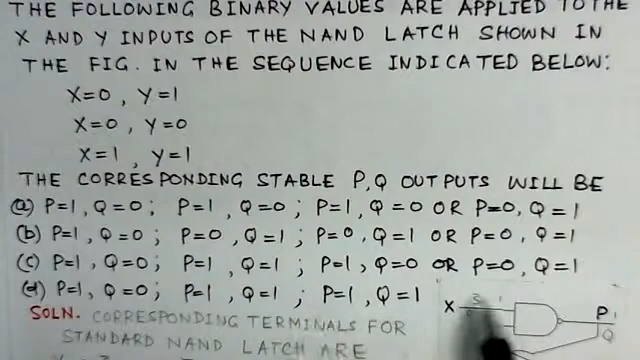 THE FOLLOWING BINARY VALUES ARE APPLIED TO THE
X AND Y INPUTS OF THE NAND LATCH SHOWN IN
THE FIG. IN THE SEQUENCE INDICATED BELOW:
X=0, Y=1
X=0, Y=0
X=1, Y=1
THE CORRESPONDING STABLE P,Q OUTPUTS WILL BE
(a) P=1, Q=0; P=1, Q=0; P=1, Q=0 OR P=0, Q=1
(b) P=1, Q=0; P=0, Q=1; P=0, Q=1 OR P=0, Q=1
(c) P=1, Q=0; P=1, Q=1; P=1, Q=0 OR P=0, Q=1
(d) P=1, Q=0; P=1, Q=1; P=1, Q=1
SOLN. CORRESPONDING TERMINALS FOR
STANDARD NAND LATCH ARE
X P
Q